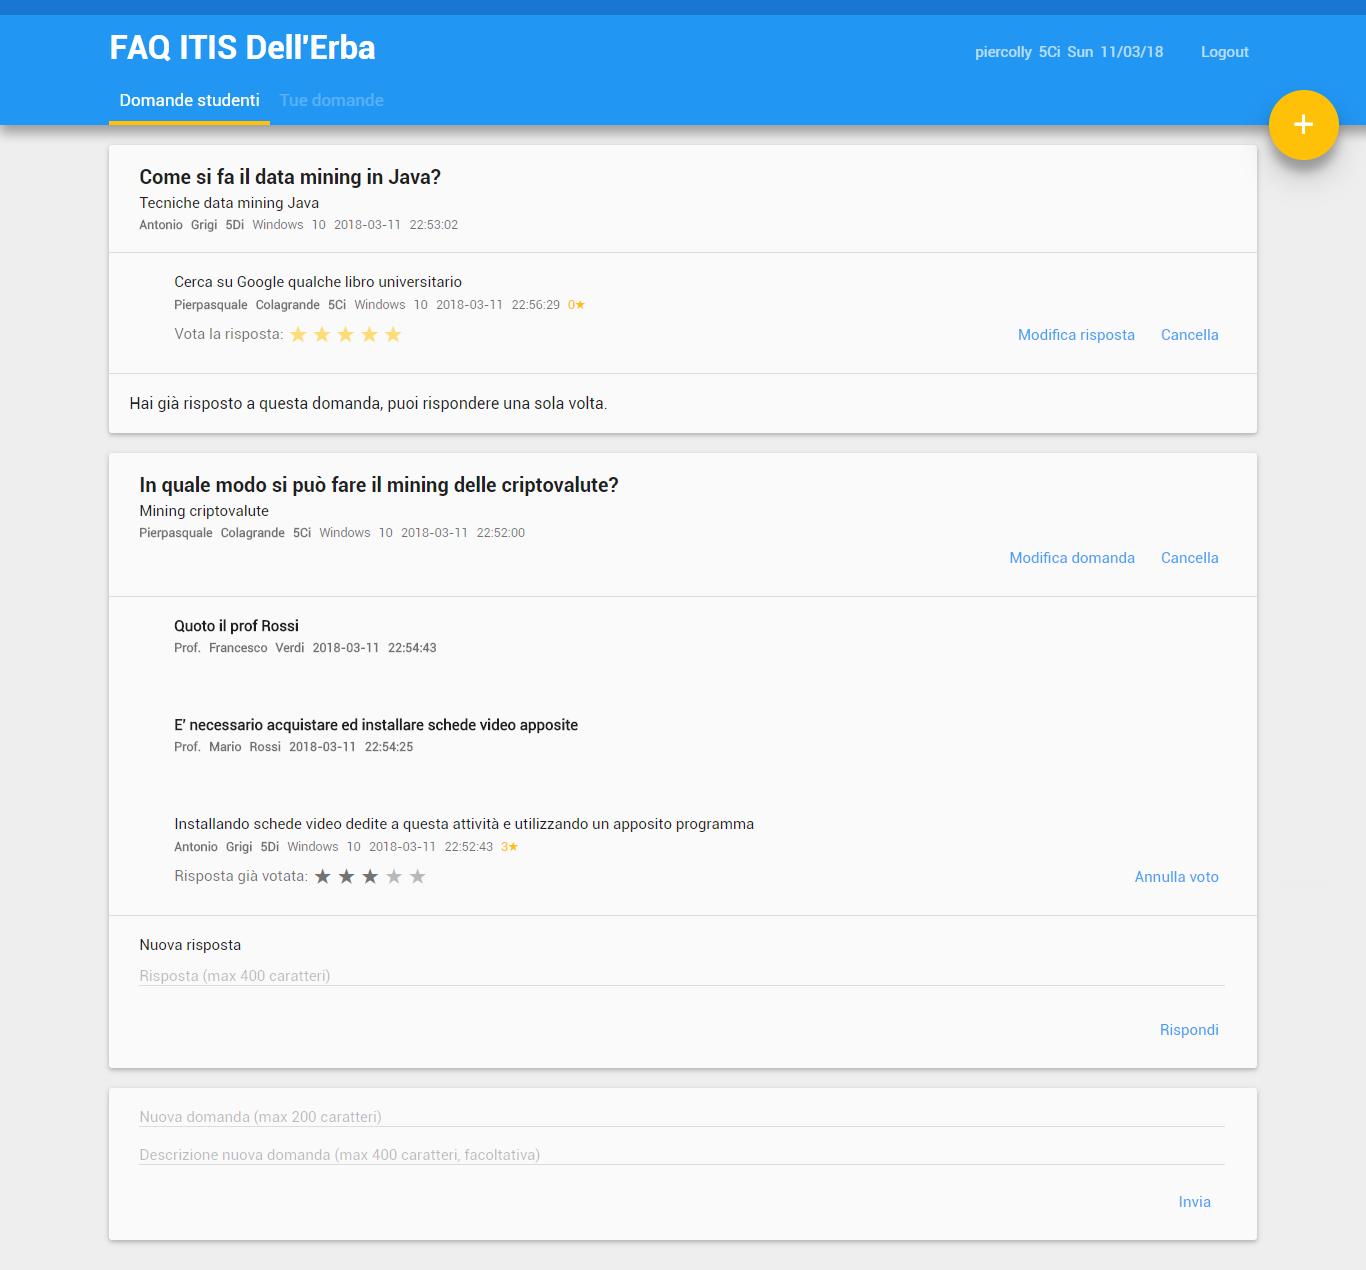 FAQ ITIS Dell'Erba
piercolly 5Ci Sun 11/03/18 Logout
Domande studenti Tue domande
+
Come si fa il data mining in Java?
Tecniche data mining Java
Antonio Grigi 5Di Windows 10 2018-03-11 22:53:02
Cerca su Google qualche libro universitario
Pierpasquale Colagrande 5Ci Windows 10 2018-03-11 22:56:29 0★
Vota la risposta: ★ ★ ★ ★ ★ Modifica risposta Cancella
Hai già risposto a questa domanda, puoi rispondere una sola volta.
In quale modo si può fare il mining delle criptovalute?
Mining criptovalute
Pierpasquale Colagrande 5Ci Windows 10 2018-03-11 22:52:00
Modifica domanda Cancella
Quoto il prof Rossi
Prof. Francesco Verdi 2018-03-11 22:54:43
E' necessario acquistare ed installare schede video apposite
Prof. Mario Rossi 2018-03-11 22:54:25
Installando schede video dedite a questa attività e utilizzando un apposito programma
Antonio Grigi 5Di Windows 10 2018-03-11 22:52:43 3★
Risposta già votata: ★ ★ ★ ★ ★ Annulla voto
Nuova risposta
Risposta (max 400 caratteri)
Rispondi
Nuova domanda (max 200 caratteri)
Descrizione nuova domanda (max 400 caratteri, facoltativa)
Invia